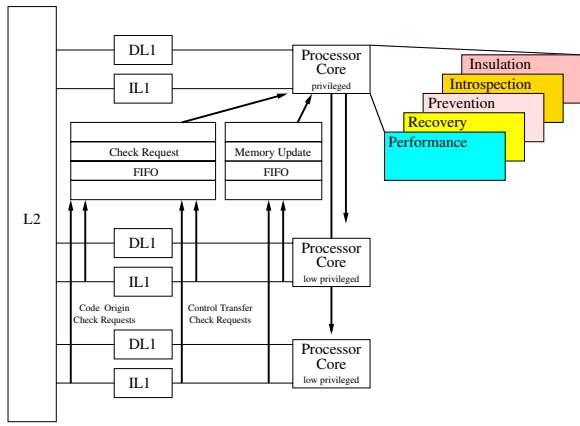 DL1
Processor
Core
privileged
IL1
Insulation
Introspection
Prevention
Recovery
Performance
Check Request
FIFO
Memory Update
FIFO
L2
DL1
Processor
Core
low privileged
IL1
Code Origin
Check Requests
Control Transfer
Check Requests
DL1
Processor
Core
low privileged
IL1